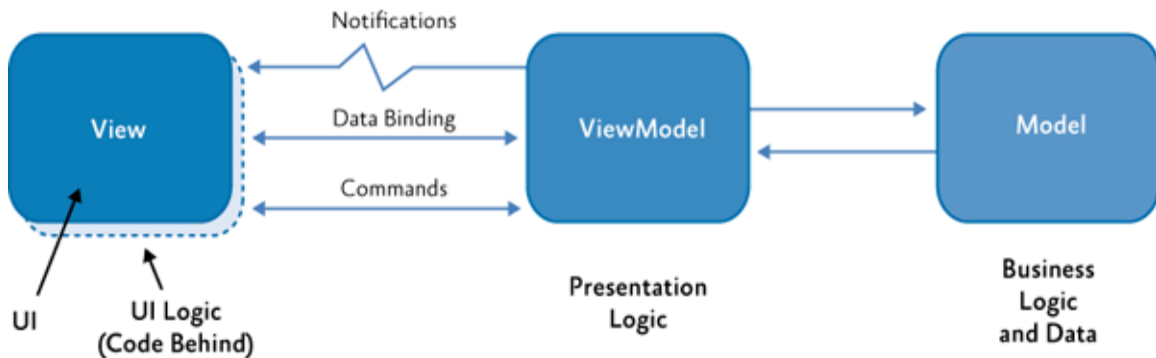 Notifications
View
Data Binding
ViewModel
Model
Commands
UI
UI Logic
(Code Behind)
Presentation
Logic
Business
Logic
and Data